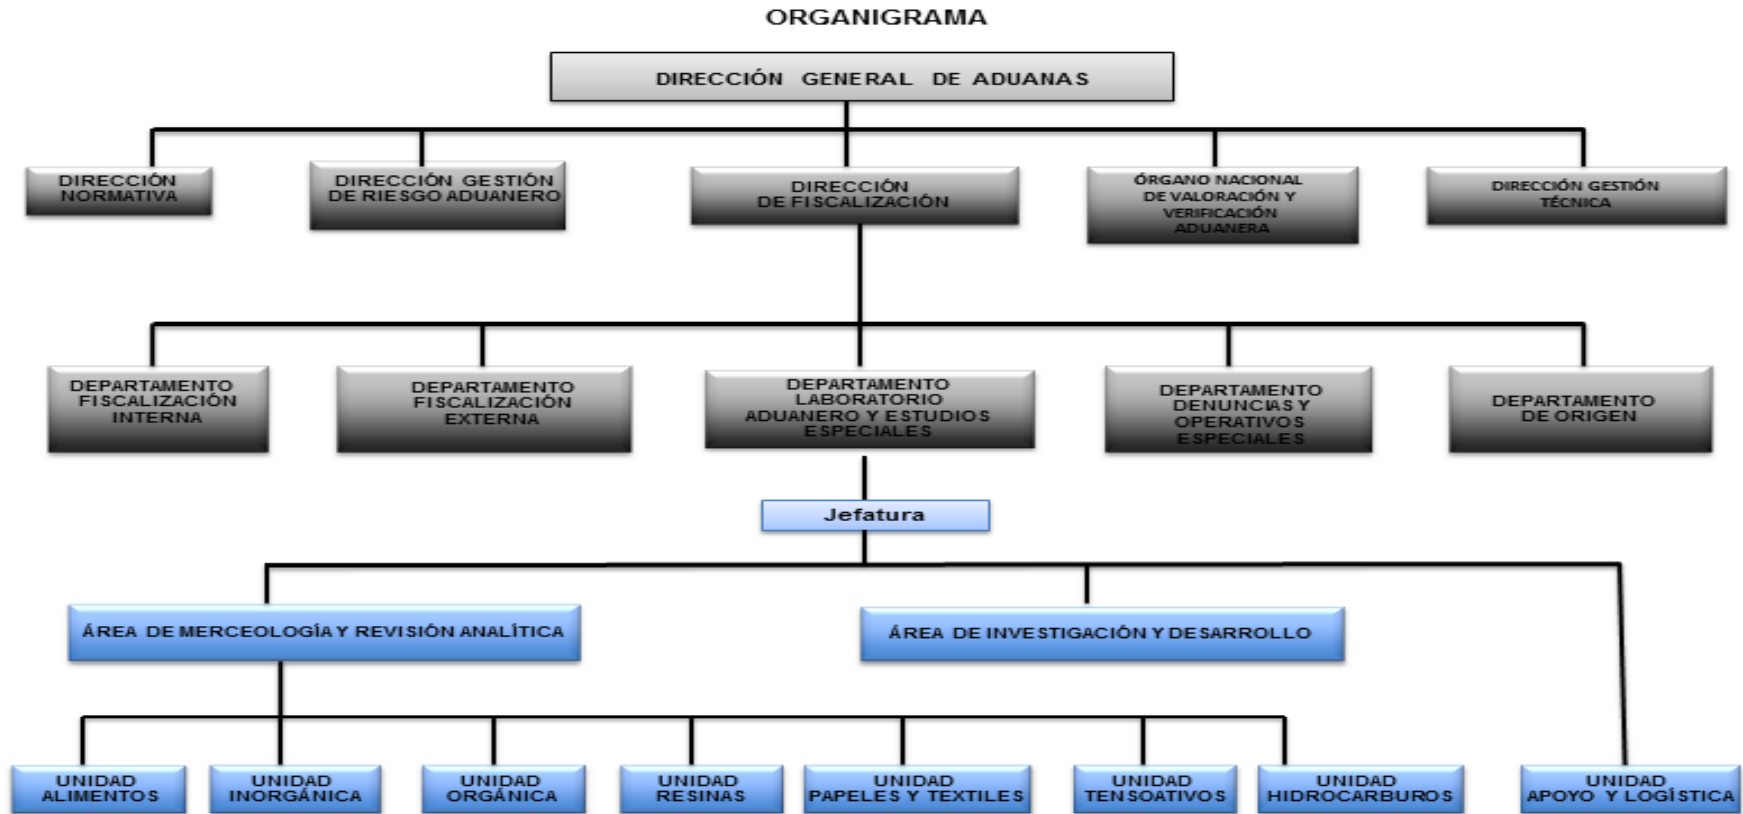 ORGANIGRAMA
DIRECCIÓN GENERAL DE ADUANAS
DIRECCIÓN
NORMATIVA
DIRECCIÓN GESTIÓN
DE RIESGO ADUANERO
DIRECCIÓN
DE FISCALIZACIÓN
ÓRGANO NACIONAL
DE VALORACIÓN Y
VERIFICACIÓN
ADUANERA
DIRECCIÓN GESTIÓN
TÉCNICA
DEPARTAMENTO
FISCALIZACIÓN
INTERNA
DEPARTAMENTO
FISCALIZACIÓN
EXTERNA
DEPARTAMENTO
LABORATORIO
ADUANERO Y ESTUDIOS
ESPECIALES
DEPARTAMENTO
DENUNCIAS Y
OPERATIVOS
ESPECIALES
DEPARTAMENTO
DE ORIGEN
Jefatura
ÁREA DE MERCEOLOGÍA Y REVISIÓN ANALÍTICA
ÁREA DE INVESTIGACIÓN Y DESARROLLO
UNIDAD
ALIMENTOS
UNIDAD
INORGÁNICA
UNIDAD
ORGÁNICA
UNIDAD
RESINAS
UNIDAD
PAPELES Y TEXTILES
UNIDAD
TENSOATIVOS
UNIDAD
HIDROCARBUROS
UNIDAD
APOYO Y LOGÍSTICA